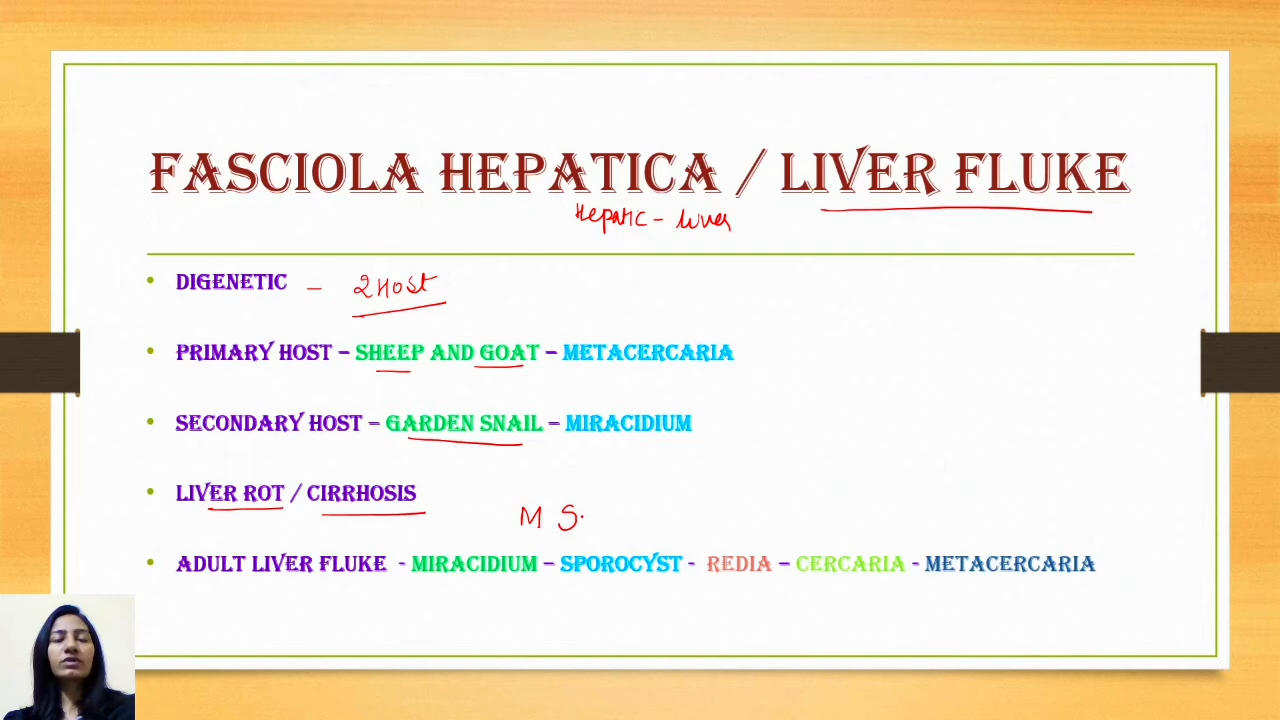 FASCIOLA HEPATICA / LIVER FLUKE
Hepatic - liver
• DIGENETIC - 2 Host
• PRIMARY HOST – SHEEP AND GOAT – METACERCARIA
• SECONDARY HOST – GARDEN SNAIL – MIRACIDIUM
• LIVER ROT / CIRRHOSIS
M S.
• ADULT LIVER FLUKE - MIRACIDIUM – SPOROCYST - REDIA – CERCARIA - METACERCARIA